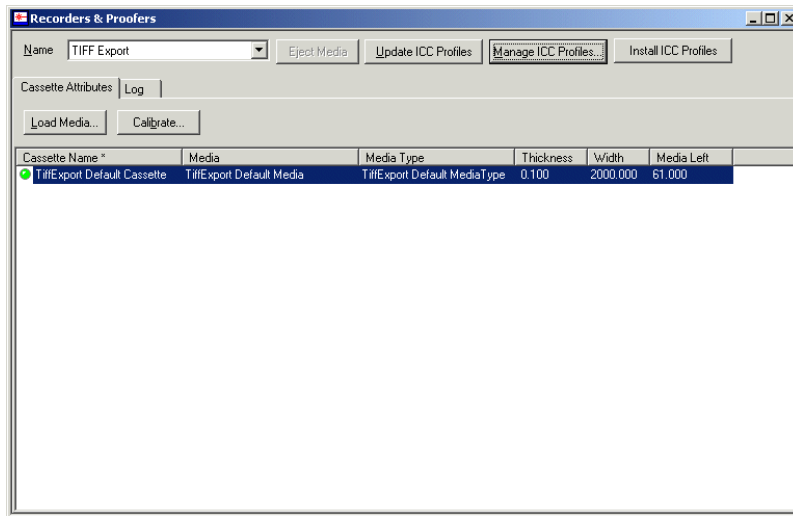 Recorders & Proofers
Name TIFF Export Eject Media Update ICC Profiles Manage ICC Profiles... Install ICC Profiles
Cassette Attributes Log
Load Media... Calibrate...
Cassette Name * Media Media Type Thickness Width Media Left
TiffExport Default Cassette TiffExport Default Media TiffExport Default MediaType 0.100 2000.000 61.000